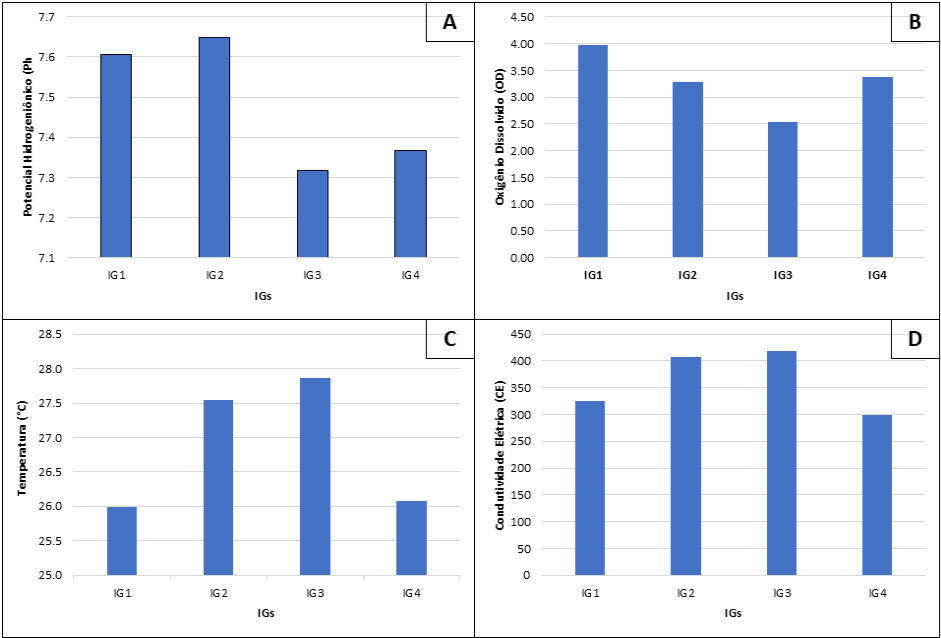 A
Potencial Hidrogeniônico (Ph
7.7
7.6
7.5
7.4
7.3
7.2
7.1
IG1 IG2 IG3 IG4
IGs
B
Oxigênio Dissolvido (OD)
4.50
4.00
3.50
3.00
2.50
2.00
1.50
1.00
0.50
0.00
IG1 IG2 IG3 IG4
IGs
C
Temperatura (°C)
28.5
28.0
27.5
27.0
26.5
26.0
25.5
25.0
IG1 IG2 IG3 IG4
IGs
D
Condutividade Elétrica (CE)
450
400
350
300
250
200
150
100
50
0
IG1 IG2 IG3 IG4
IGs